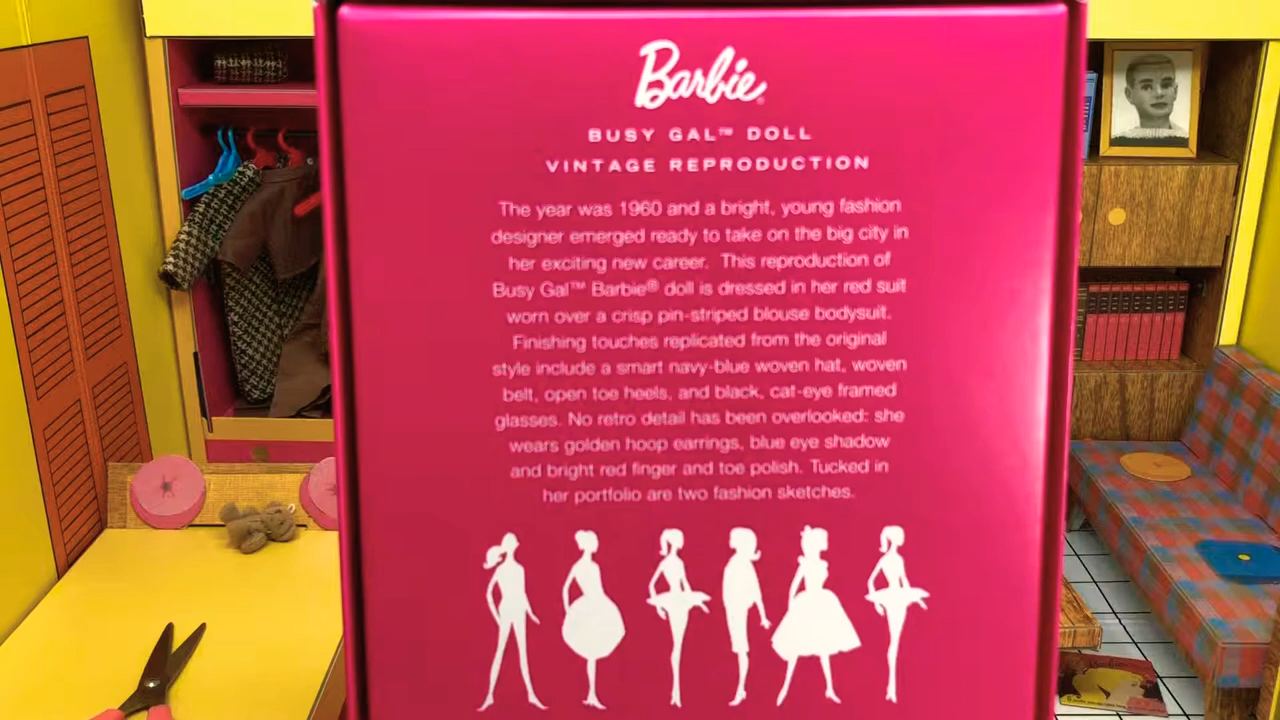 Barbie®
BUSY GAL™ DOLL
VINTAGE REPRODUCTION
The year was 1960 and a bright, young fashion
designer emerged ready to take on the big city in
her exciting new career. This reproduction of
Busy Gal™ Barbie® doll is dressed in her red suit
worn over a crisp pin-striped blouse bodysuit.
Finishing touches replicated from the original
style include a smart navy-blue woven hat, woven
belt, open toe heels, and black, cat-eye framed
glasses. No retro detail has been overlooked: she
wears golden hoop earrings, blue eye shadow
and bright red finger and toe polish. Tucked in
her portfolio are two fashion sketches.
Barbie